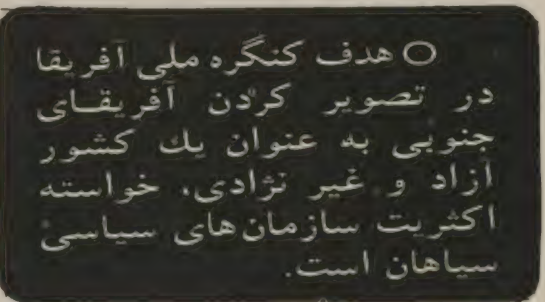 ○ هدف کنگره ملی آفریقا
در تصویر کردن آفریقای
جنوبی به عنوان یك کشور
آزاد و غیر نژادی، خواسته
اکثریت سازمان‌های سیاسی
سیاهان است.